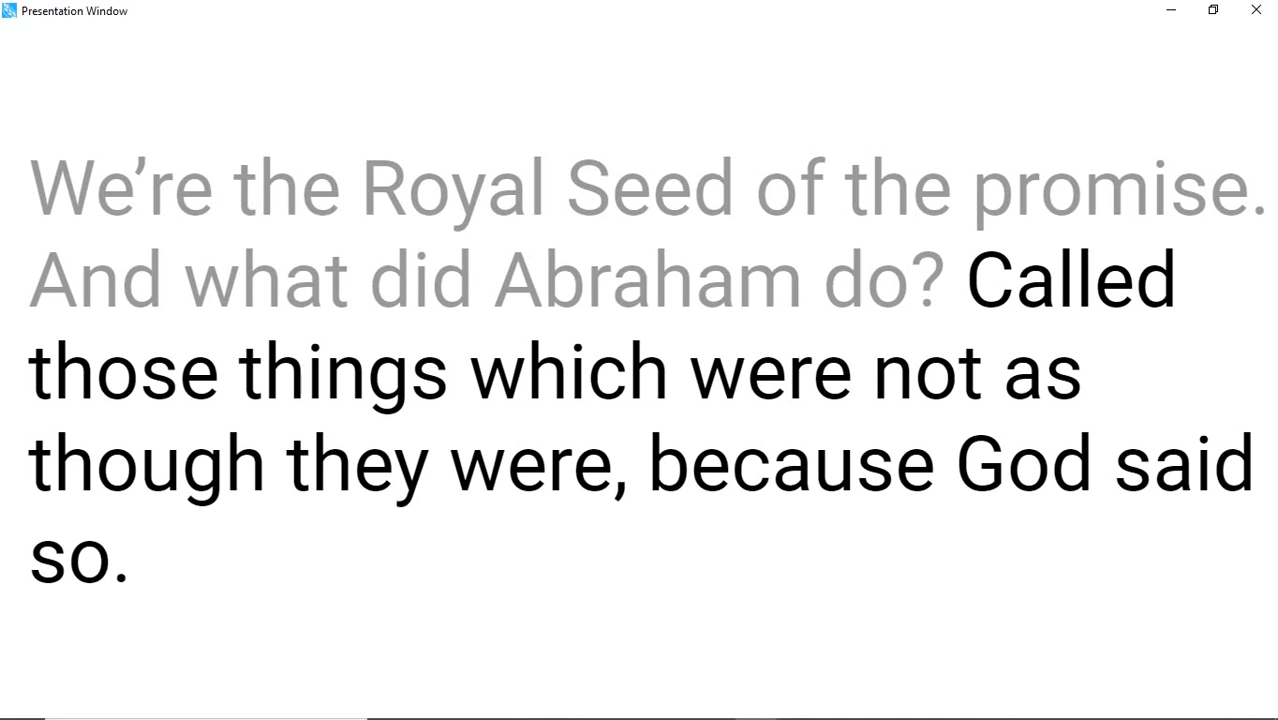 Presentation Window
We’re the Royal Seed of the promise.
And what did Abraham do? Called
those things which were not as
though they were, because God said
so.